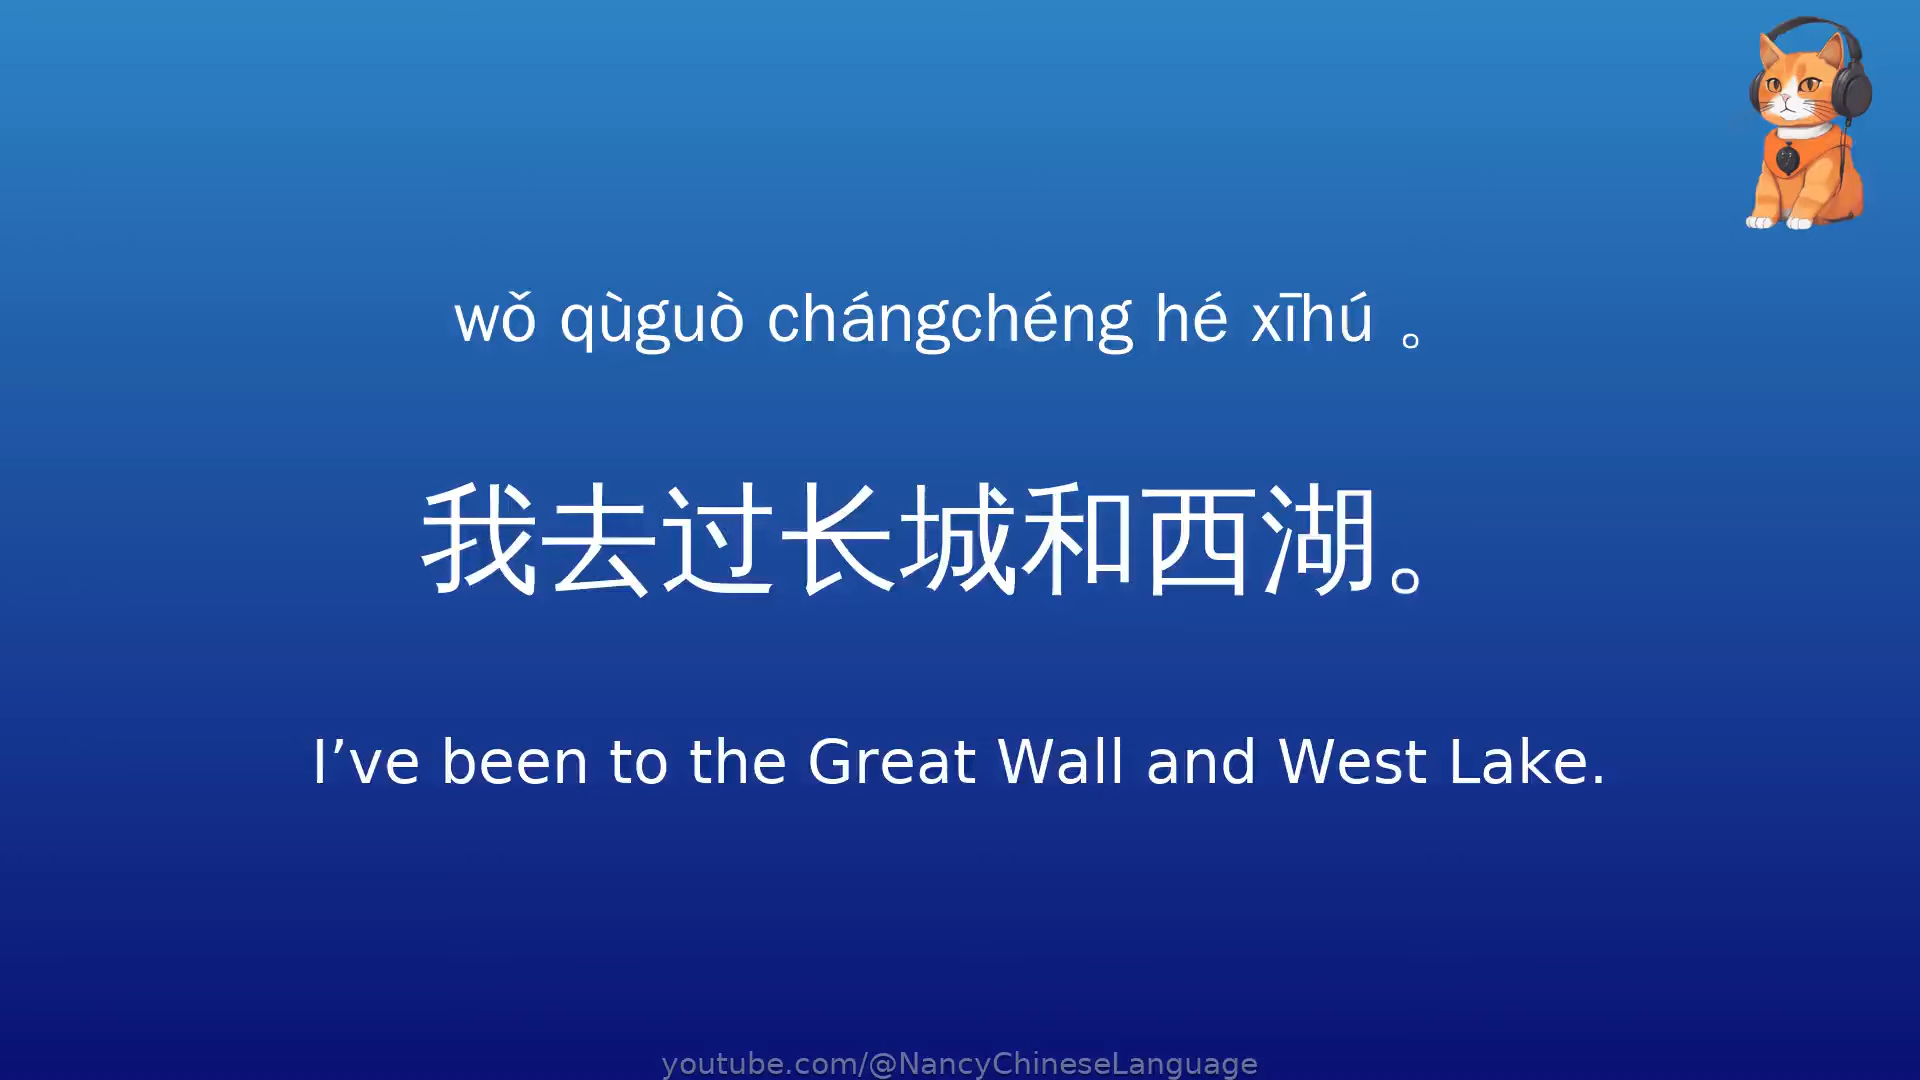 wǒ qùguò chángchéng hé xīhú 。
我去过长城和西湖。
I’ve been to the Great Wall and West Lake.
youtube.com/@NancyChineseLanguage